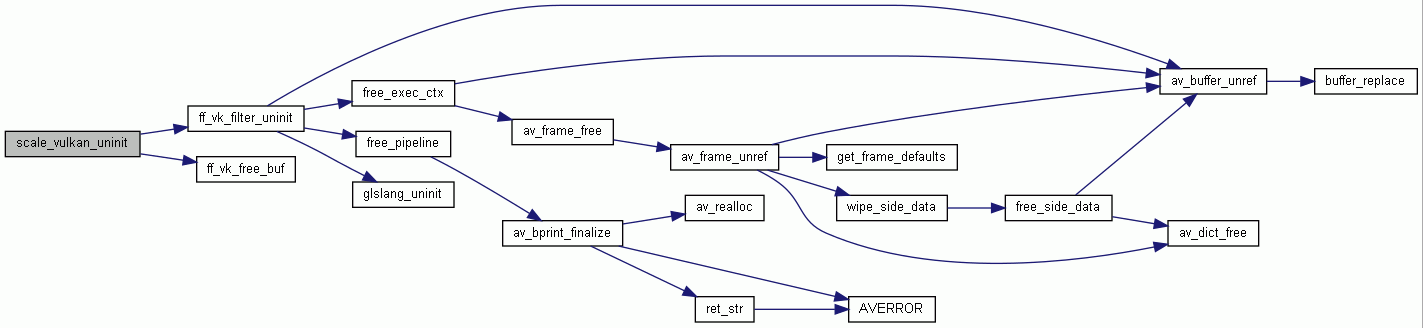 scale_vulkan_uninit
ff_vk_filter_uninit
ff_vk_free_buf
free_exec_ctx
free_pipeline
glslang_uninit
av_frame_free
av_bprint_finalize
av_frame_unref
av_realloc
ret_str
get_frame_defaults
wipe_side_data
AVERROR
free_side_data
av_buffer_unref
av_dict_free
buffer_replace